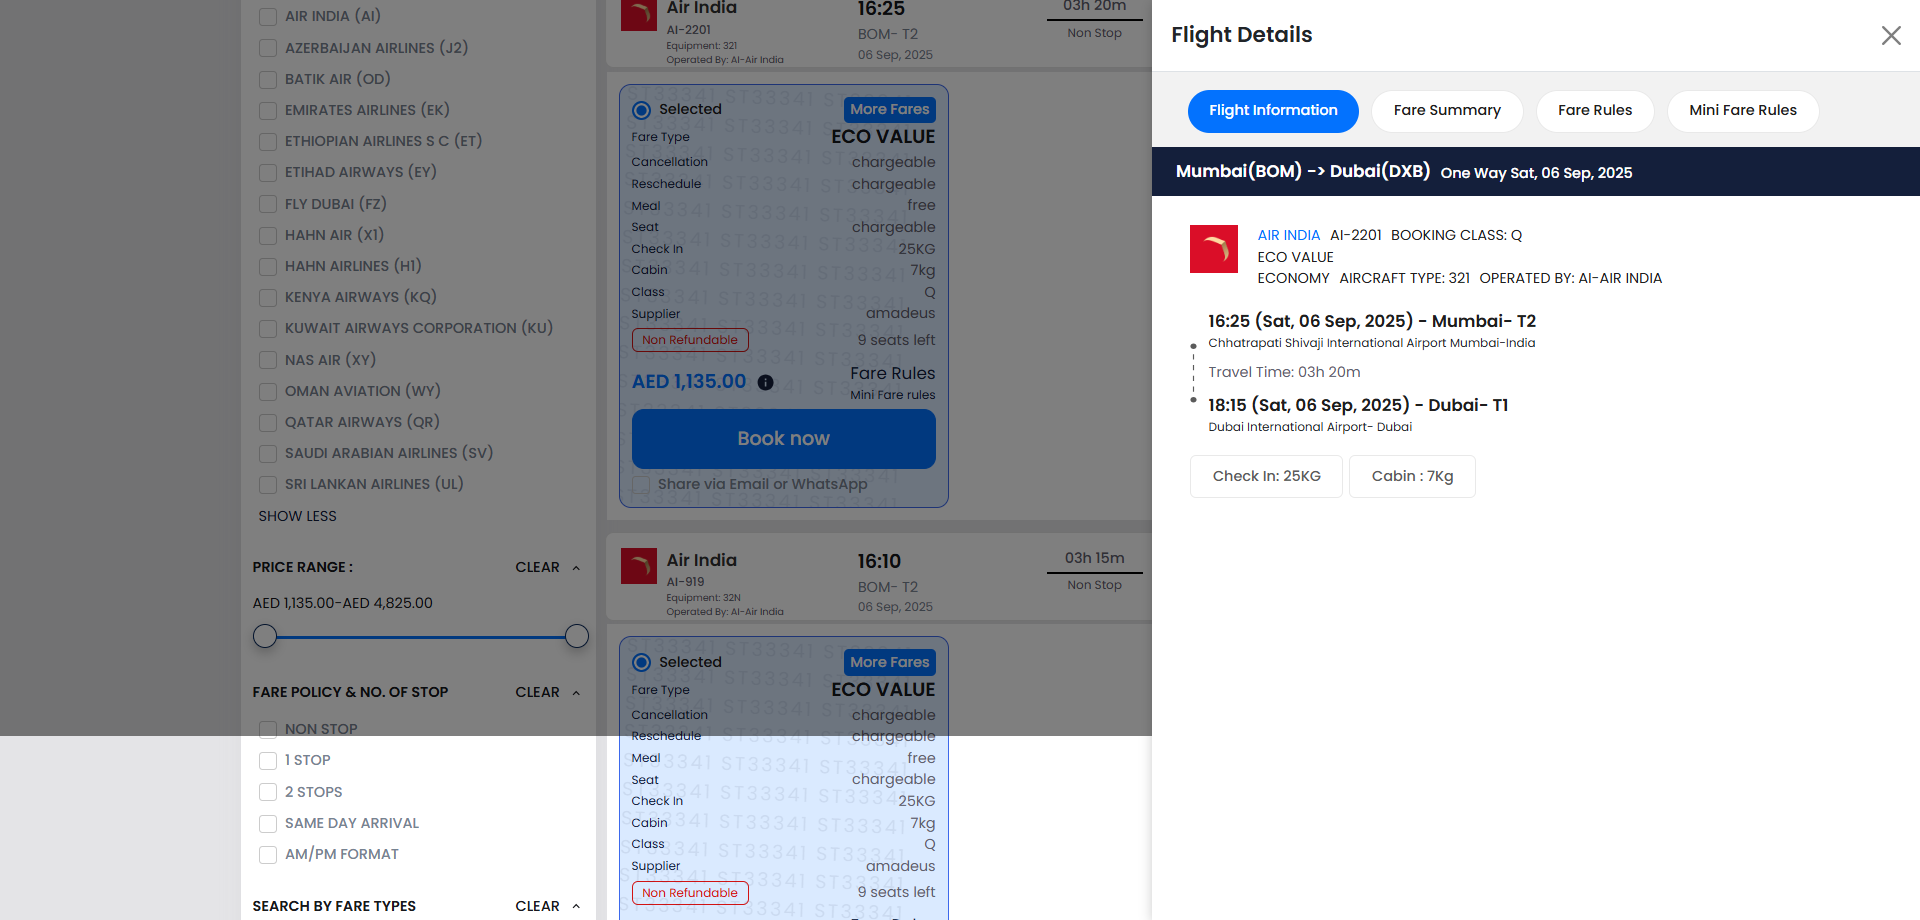 AIR INDIA (AI)
AZERBAIJAN AIRLINES (J2)
BATIK AIR (OD)
EMIRATES AIRLINES (EK)
ETHIOPIAN AIRLINES S C (ET)
ETIHAD AIRWAYS (EY)
FLY DUBAI (FZ)
HAHN AIR (X1)
HAHN AIRLINES (H1)
KENYA AIRWAYS (KQ)
KUWAIT AIRWAYS CORPORATION (KU)
NAS AIR (XY)
OMAN AVIATION (WY)
QATAR AIRWAYS (QR)
SAUDI ARABIAN AIRLINES (SV)
SRI LANKAN AIRLINES (UL)
SHOW LESS
PRICE RANGE : CLEAR
AED 1,135.00-AED 4,825.00
FARE POLICY & NO. OF STOP CLEAR
NON STOP
1 STOP
2 STOPS
SAME DAY ARRIVAL
AM/PM FORMAT
SEARCH BY FARE TYPES CLEAR
Air India 16:25 03h 20m
AI-2201 BOM- T2 Non Stop
Equipment: 321
Operated By: AI-Air India 06 Sep, 2025
Selected More Fares
Fare Type ECO VALUE
Cancellation chargeable
Reschedule chargeable
Meal free
Seat chargeable
Check In 25KG
Cabin 7kg
Class Q
Supplier amadeus
Non Refundable 9 seats left
AED 1,135.00 Fare Rules
Mini Fare rules
Book now
Share via Email or WhatsApp
Air India 16:10 03h 15m
AI-919 BOM- T2 Non Stop
Equipment: 32N
Operated By: AI-Air India 06 Sep, 2025
Selected More Fares
Fare Type ECO VALUE
Cancellation chargeable
Reschedule chargeable
Meal free
Seat chargeable
Check In 25KG
Cabin 7kg
Class Q
Supplier amadeus
Non Refundable 9 seats left
ST33341 ST33341 ST33341
Flight Details
Flight Information Fare Summary Fare Rules Mini Fare Rules
Mumbai(BOM) -> Dubai(DXB) One Way Sat, 06 Sep, 2025
AIR INDIA AI-2201 BOOKING CLASS: Q
ECO VALUE
ECONOMY AIRCRAFT TYPE: 321 OPERATED BY: AI-AIR INDIA
16:25 (Sat, 06 Sep, 2025) - Mumbai- T2
Chhatrapati Shivaji International Airport Mumbai-India
Travel Time: 03h 20m
18:15 (Sat, 06 Sep, 2025) - Dubai- T1
Dubai International Airport- Dubai
Check In: 25KG Cabin : 7Kg